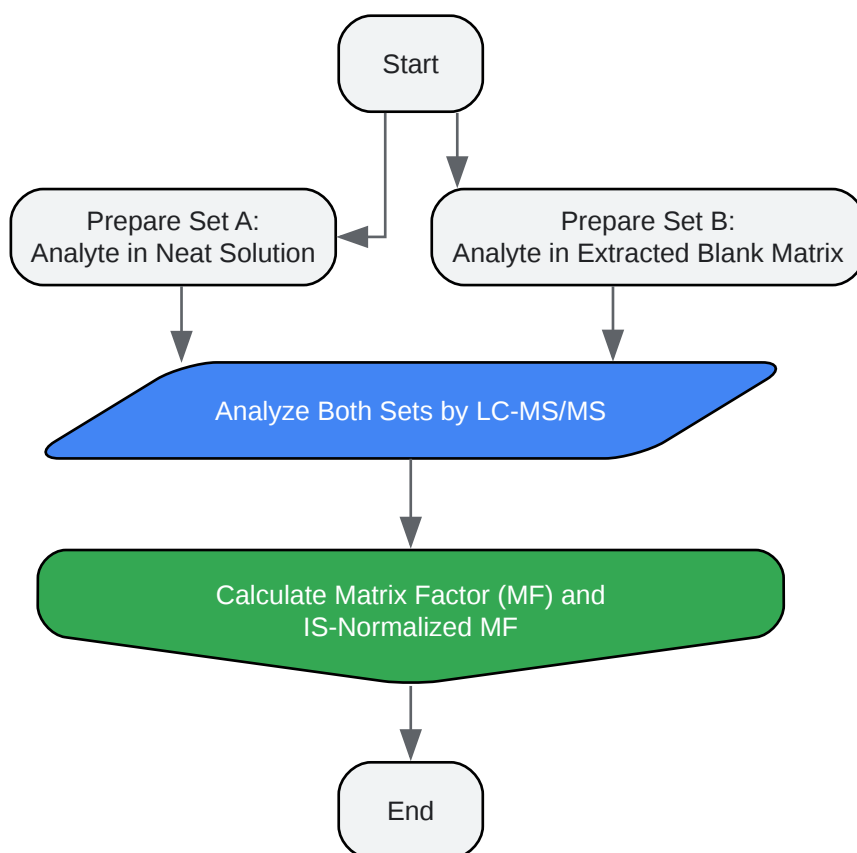 Start
Prepare Set A:
Analyte in Neat Solution
Prepare Set B:
Analyte in Extracted Blank Matrix
Analyze Both Sets by LC-MS/MS
Calculate Matrix Factor (MF) and
IS-Normalized MF
End